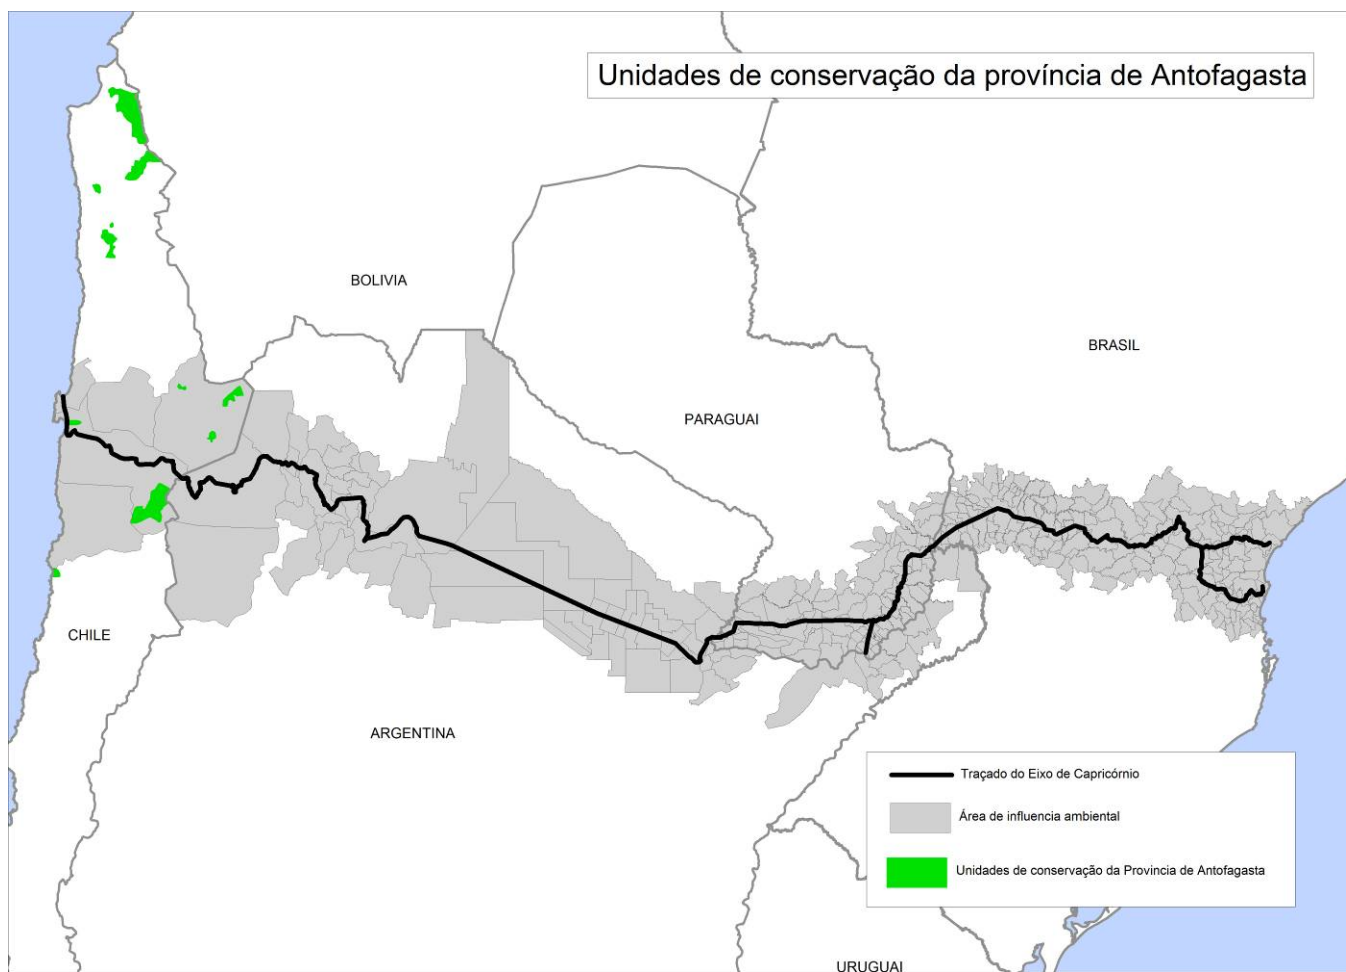 Unidades de conservação da província de Antofagasta
BOLIVIA
BRASIL
PARAGUAI
CHILE
ARGENTINA
Traçado do Eixo de Capricórnio
Área de influencia ambiental
Unidades de conservação da Provincia de Antofagasta
URUGUAI